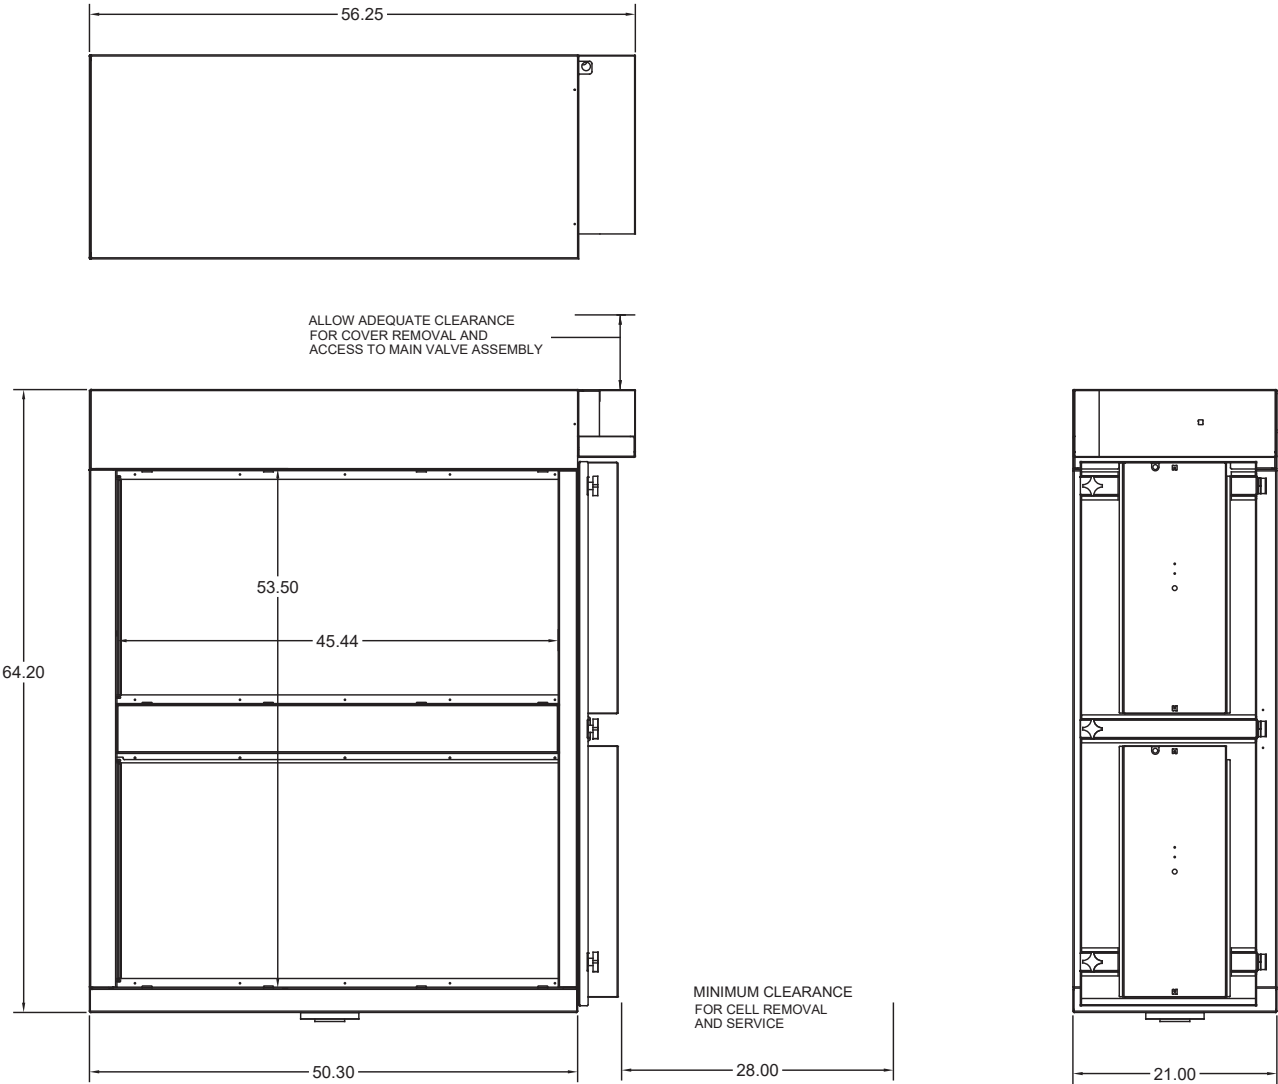 56.25
ALLOW ADEQUATE CLEARANCE
FOR COVER REMOVAL AND
ACCESS TO MAIN VALVE ASSEMBLY
53.50
45.44
64.20
MINIMUM CLEARANCE
FOR CELL REMOVAL
AND SERVICE
50.30
28.00
21.00